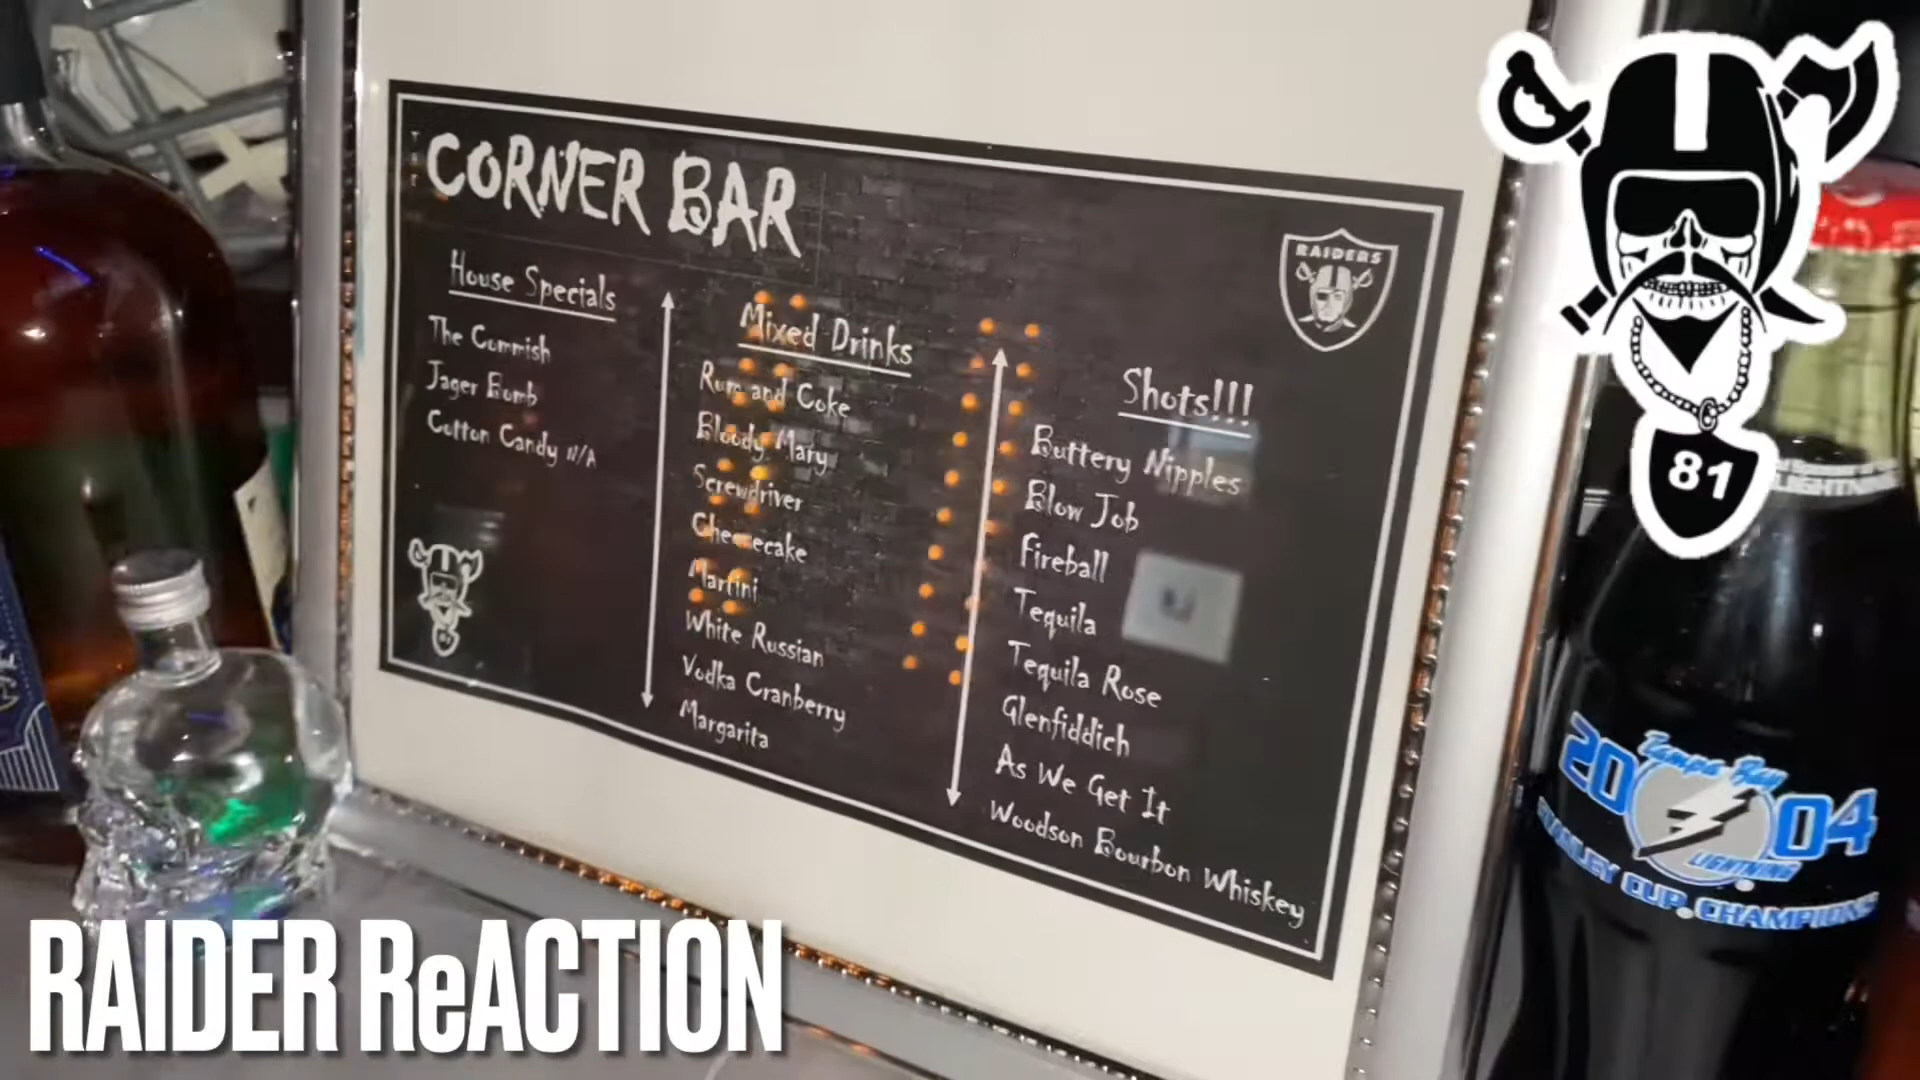 THE
CORNER BAR
House Specials
The Commish
Jager Bomb
Cotton Candy N/A
Mixed Drinks
Rum and Coke
Bloody Mary
Screwdriver
Cheesecake
Martini
White Russian
Vodka Cranberry
Margarita
RAIDERS
Shots!!!
Buttery Nipples
Blow Job
Fireball
Tequila
Tequila Rose
Glenfiddich
As We Get It
Woodson Bourbon Whiskey
81
LIGHTNING
Tampa Bay
2004
LIGHTNING
STANLEY CUP CHAMPIONS
RAIDER ReACTION